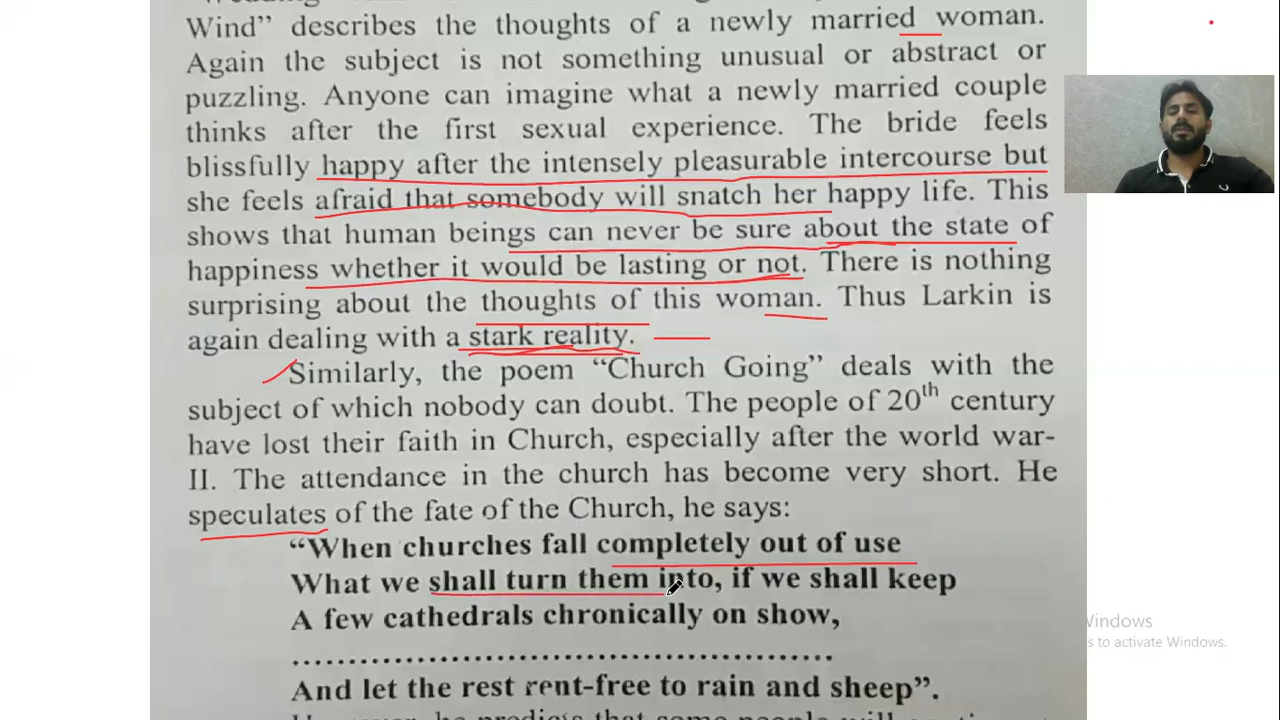 Wind” describes the thoughts of a newly married woman.
Again the subject is not something unusual or abstract or
puzzling. Anyone can imagine what a newly married couple
thinks after the first sexual experience. The bride feels
blissfully happy after the intensely pleasurable intercourse but
she feels afraid that somebody will snatch her happy life. This
shows that human beings can never be sure about the state of
happiness whether it would be lasting or not. There is nothing
surprising about the thoughts of this woman. Thus Larkin is
again dealing with a stark reality.
Similarly, the poem “Church Going” deals with the
subject of which nobody can doubt. The people of 20th century
have lost their faith in Church, especially after the world war-
II. The attendance in the church has become very short. He
speculates of the fate of the Church, he says:
“When churches fall completely out of use
What we shall turn them into, if we shall keep
A few cathedrals chronically on show,
................................................
And let the rest rent-free to rain and sheep”.
Windows
s to activate Windows.